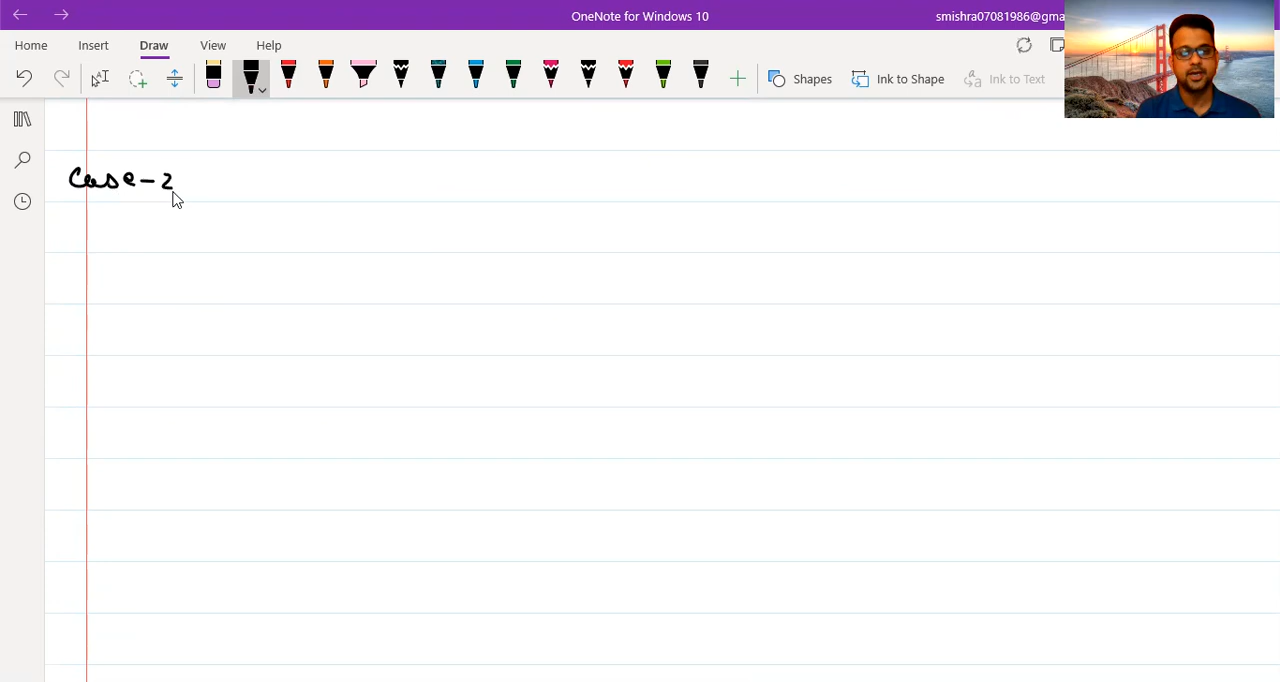 OneNote for Windows 10
smishra07081986@gma
Home Insert Draw View Help
Shapes Ink to Shape Ink to Text
Case-2